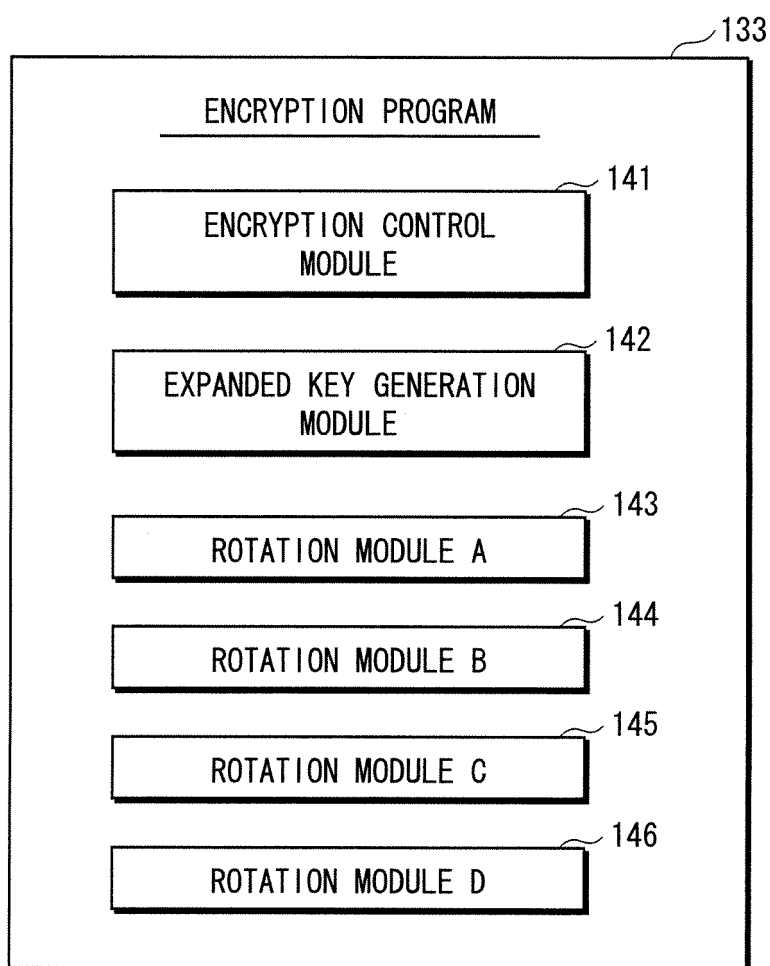 133
ENCRYPTION PROGRAM
141
ENCRYPTION CONTROL
MODULE
142
EXPANDED KEY GENERATION
MODULE
143
ROTATION MODULE A
144
ROTATION MODULE B
145
ROTATION MODULE C
146
ROTATION MODULE D